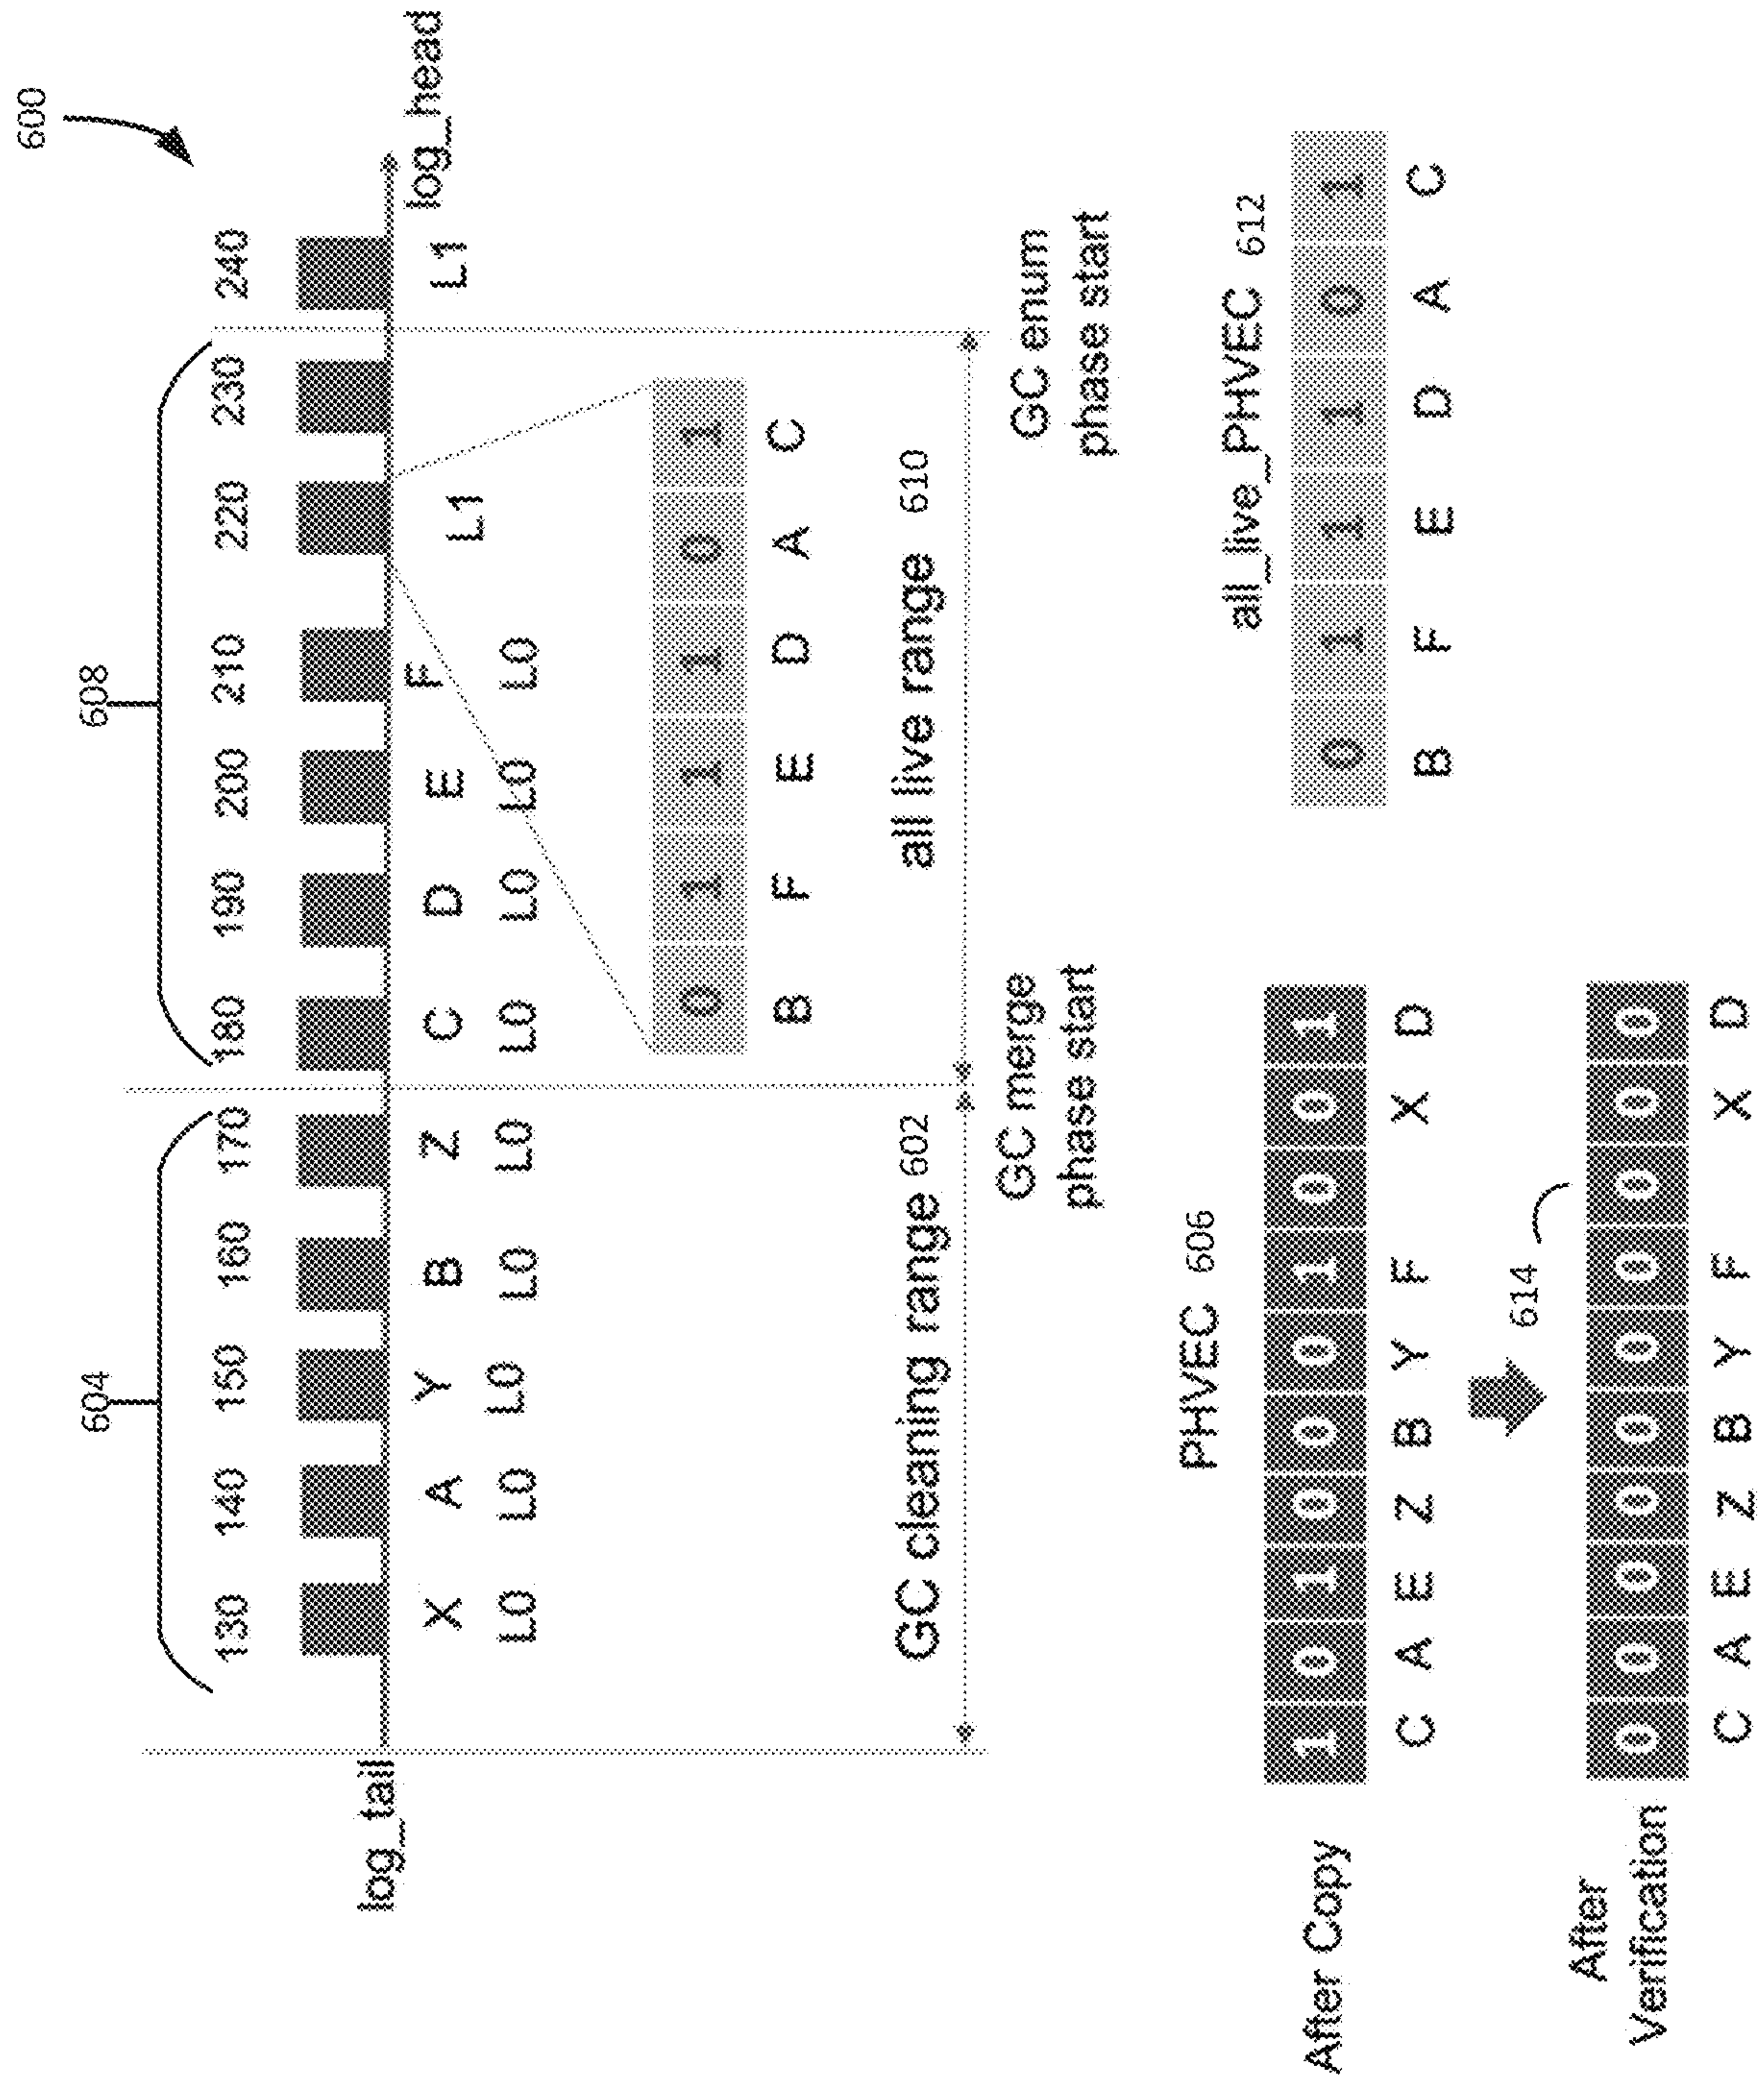 600
604
608
130 140 150 160 170 180 190 200 210 220 230 240
log_tail
log_head
X A Y B Z C D E F L1 L1
L0 L0 L0 L0 L0 L0 L0 L0 L0
0 1 1 1 0 1
B F E D A C
GC cleaning range 602
all live range 610
GC merge
phase start
GC enum
phase start
PHVEC 606
all_live_PHVEC 612
After Copy
1 0 1 0 0 0 1 0 0 1
C A E Z B Y F X D
0 1 1 1 0 1
B F E D A C
614
After
Verification
0 0 0 0 0 0 0 0 0 0
C A E Z B Y F X D